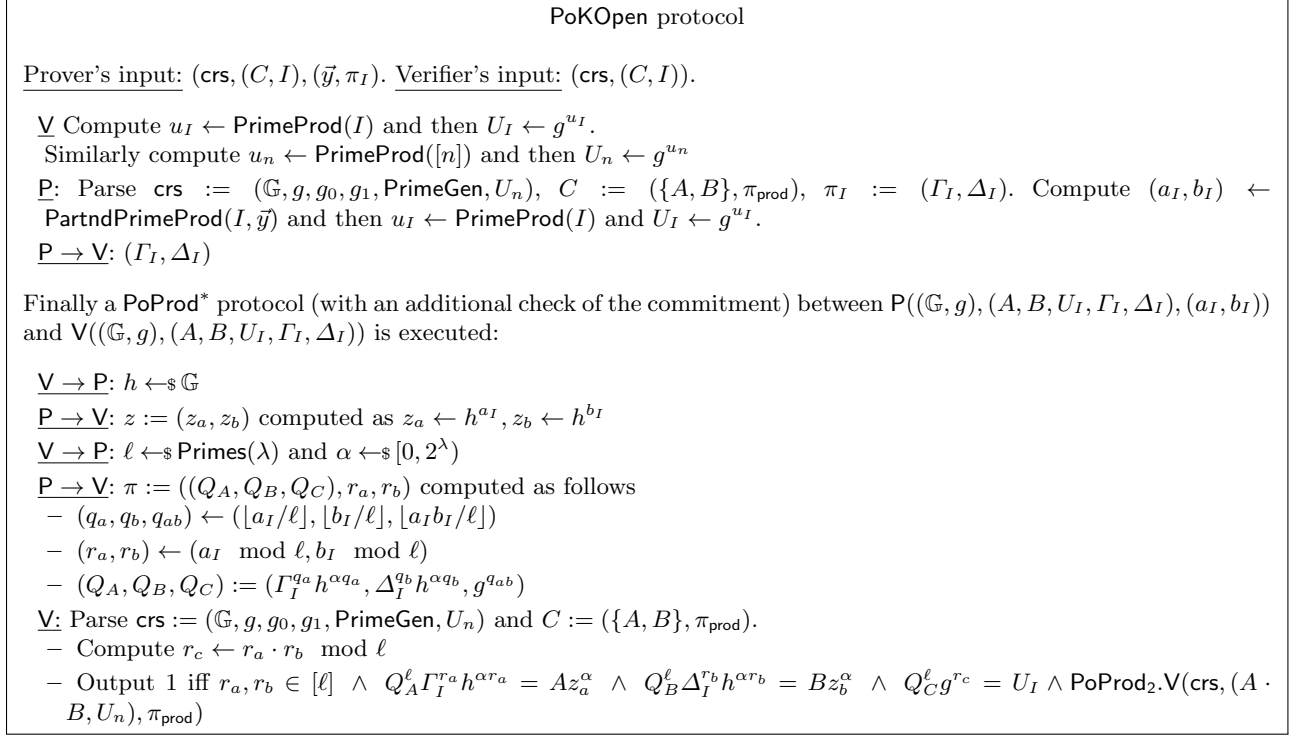 PoKOpen protocol
Prover's input: (crs, (C, I), (y⃗, π_I). Verifier's input: (crs, (C, I)).
V Compute u_I ← PrimeProd(I) and then U_I ← g^{u_I}.
Similarly compute u_n ← PrimeProd([n]) and then U_n ← g^{u_n}
P: Parse crs := (𝔾, g, g_0, g_1, PrimeGen, U_n), C := ({A, B}, π_prod), π_I := (Γ_I, Δ_I). Compute (a_I, b_I) ←
PartndPrimeProd(I, y⃗) and then u_I ← PrimeProd(I) and U_I ← g^{u_I}.
P → V: (Γ_I, Δ_I)
Finally a PoProd* protocol (with an additional check of the commitment) between P((𝔾, g), (A, B, U_I, Γ_I, Δ_I), (a_I, b_I))
and V((𝔾, g), (A, B, U_I, Γ_I, Δ_I)) is executed:
V → P: h ←$ 𝔾
P → V: z := (z_a, z_b) computed as z_a ← h^{a_I}, z_b ← h^{b_I}
V → P: ℓ ←$ Primes(λ) and α ←$ [0, 2^λ)
P → V: π := ((Q_A, Q_B, Q_C), r_a, r_b) computed as follows
– (q_a, q_b, q_{ab}) ← (⌊a_I/ℓ⌋, ⌊b_I/ℓ⌋, ⌊a_I b_I/ℓ⌋)
– (r_a, r_b) ← (a_I mod ℓ, b_I mod ℓ)
– (Q_A, Q_B, Q_C) := (Γ_I^{q_a} h^{αq_a}, Δ_I^{q_b} h^{αq_b}, g^{q_{ab}})
V: Parse crs := (𝔾, g, g_0, g_1, PrimeGen, U_n) and C := ({A, B}, π_prod).
– Compute r_c ← r_a · r_b mod ℓ
– Output 1 iff r_a, r_b ∈ [ℓ] ∧ Q_A^ℓ Γ_I^{r_a} h^{αr_a} = Az_a^α ∧ Q_B^ℓ Δ_I^{r_b} h^{αr_b} = Bz_b^α ∧ Q_C^ℓ g^{r_c} = U_I ∧ PoProd_2.V(crs, (A ·
B, U_n), π_prod)